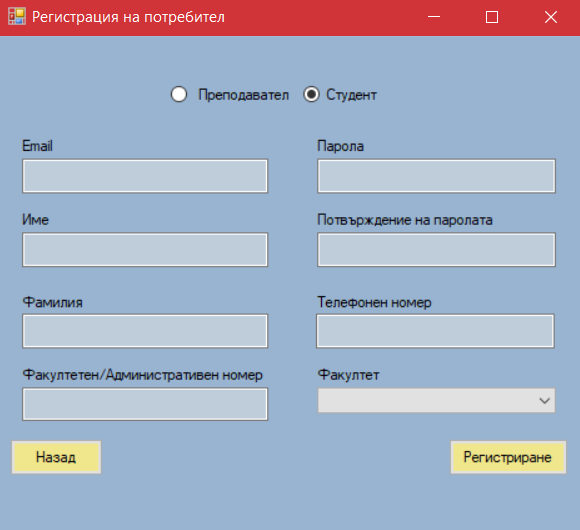 Регистрация на потребител
Преподавател Студент
Email Парола
Име Потвърждение на паролата
Фамилия Телефонен номер
Факултетен/Административен номер Факултет
Назад Регистриране